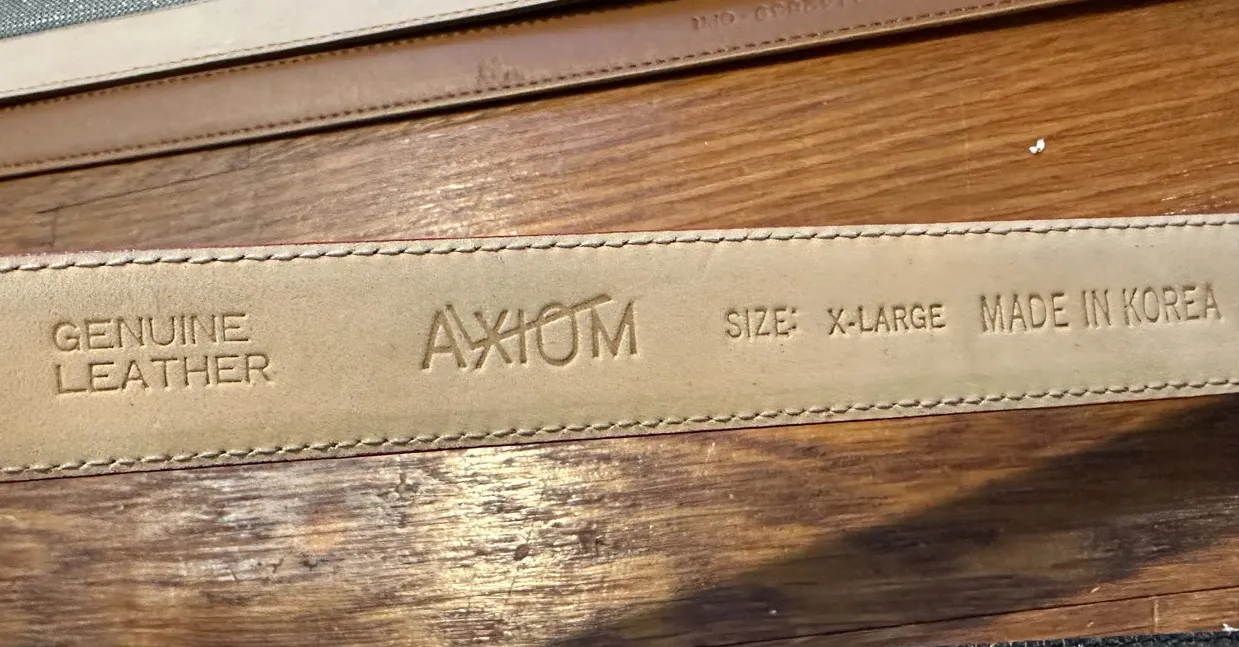 GENUINE
LEATHER
AXIOM
SIZE: X-LARGE MADE IN KOREA